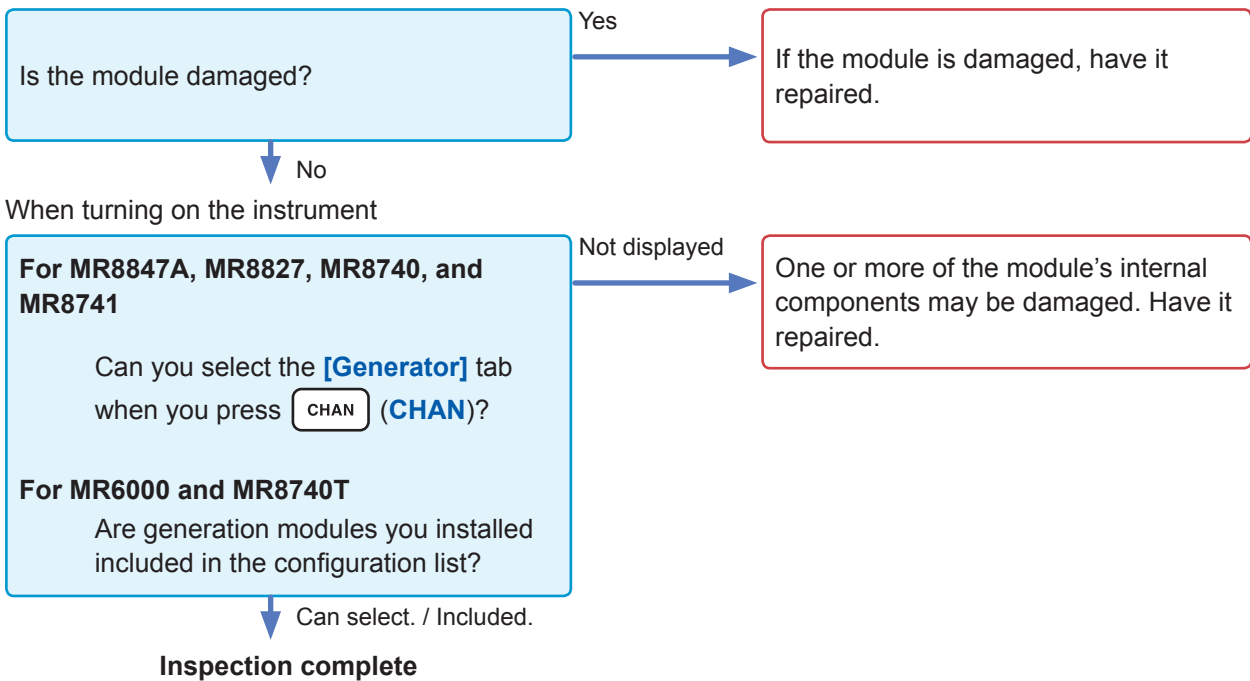 Is the module damaged?
Yes
If the module is damaged, have it
repaired.
No
When turning on the instrument
For MR8847A, MR8827, MR8740, and
MR8741
Can you select the [Generator] tab
when you press CHAN (CHAN)?
For MR6000 and MR8740T
Are generation modules you installed
included in the configuration list?
Not displayed
One or more of the module’s internal
components may be damaged. Have it
repaired.
Can select. / Included.
Inspection complete